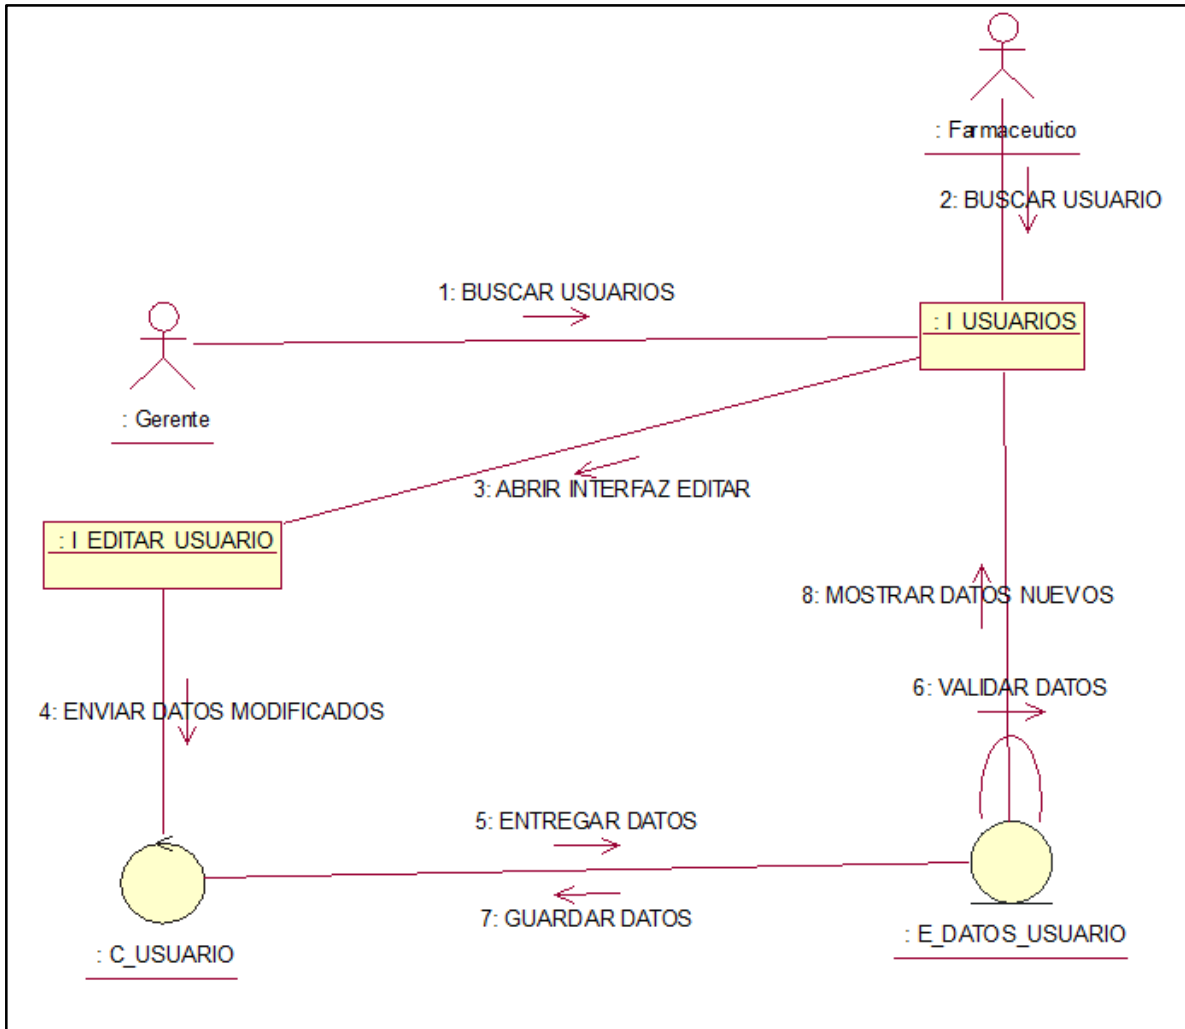 : Farmaceutico
2: BUSCAR USUARIO
1: BUSCAR USUARIOS
: I USUARIOS
: Gerente
3: ABRIR INTERFAZ EDITAR
: I EDITAR USUARIO
8: MOSTRAR DATOS NUEVOS
6: VALIDAR DATOS
4: ENVIAR DATOS MODIFICADOS
5: ENTREGAR DATOS
7: GUARDAR DATOS
: E_DATOS_USUARIO
: C_USUARIO